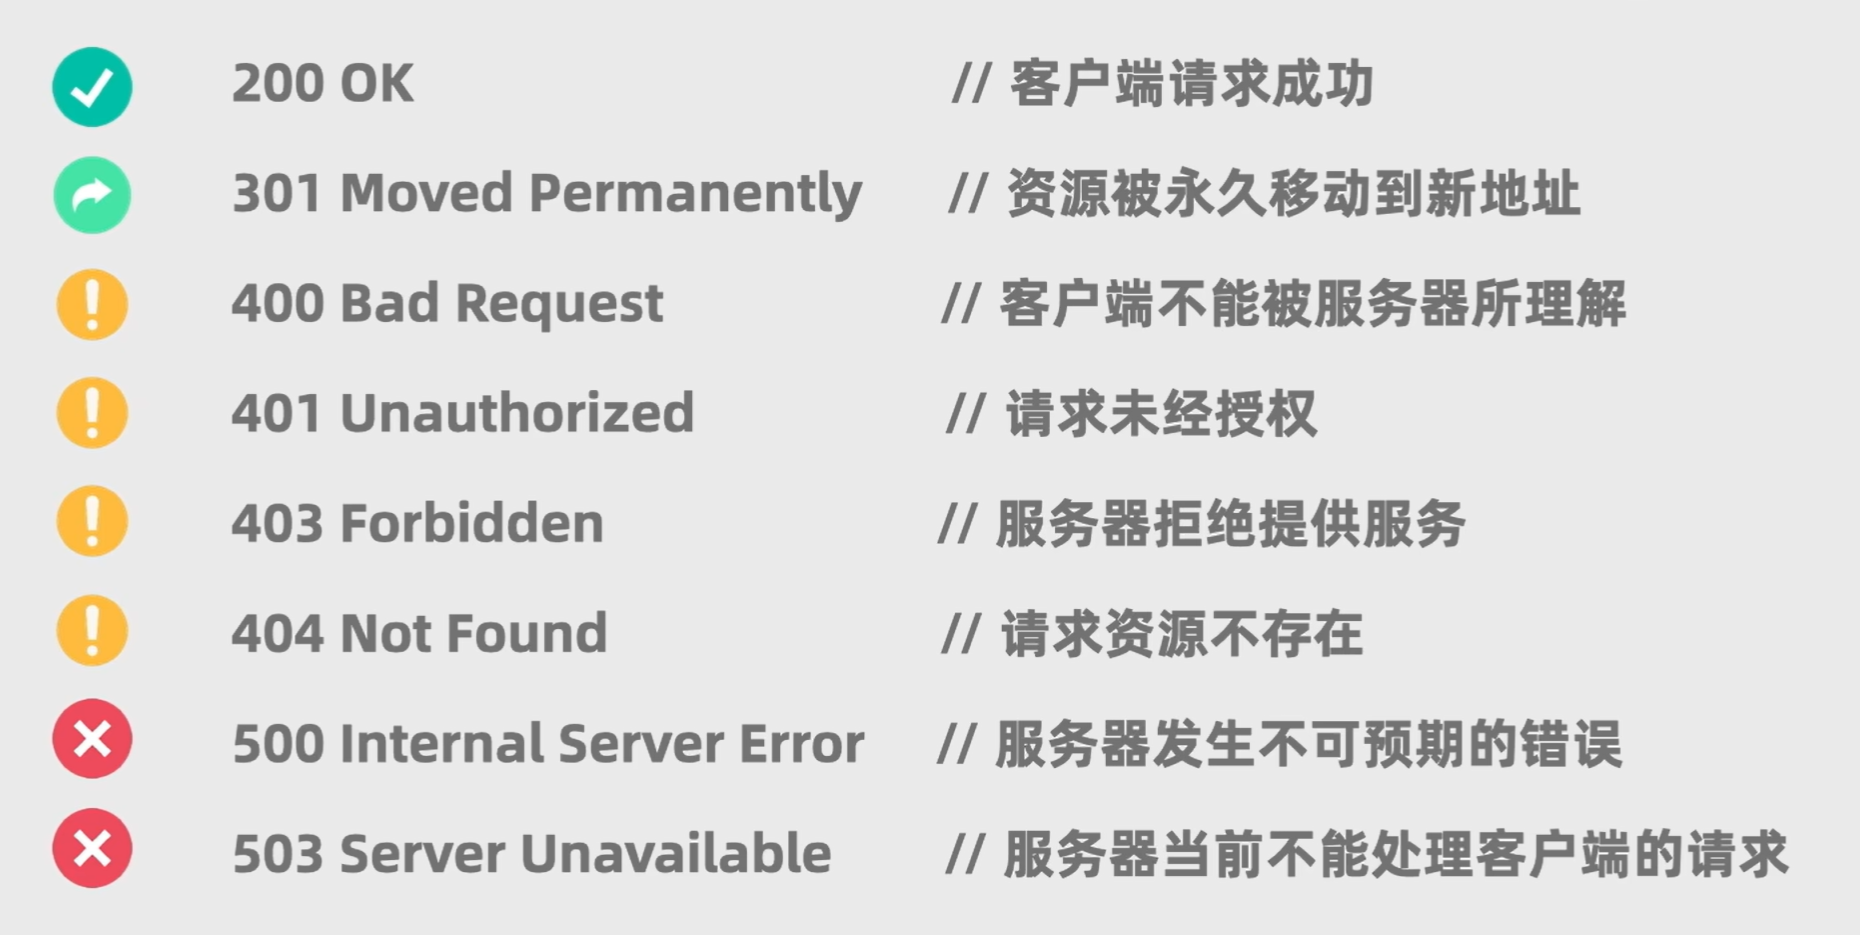 200 OK // 客户端请求成功
301 Moved Permanently // 资源被永久移动到新地址
400 Bad Request // 客户端不能被服务器所理解
401 Unauthorized // 请求未经授权
403 Forbidden // 服务器拒绝提供服务
404 Not Found // 请求资源不存在
500 Internal Server Error // 服务器发生不可预期的错误
503 Server Unavailable // 服务器当前不能处理客户端的请求